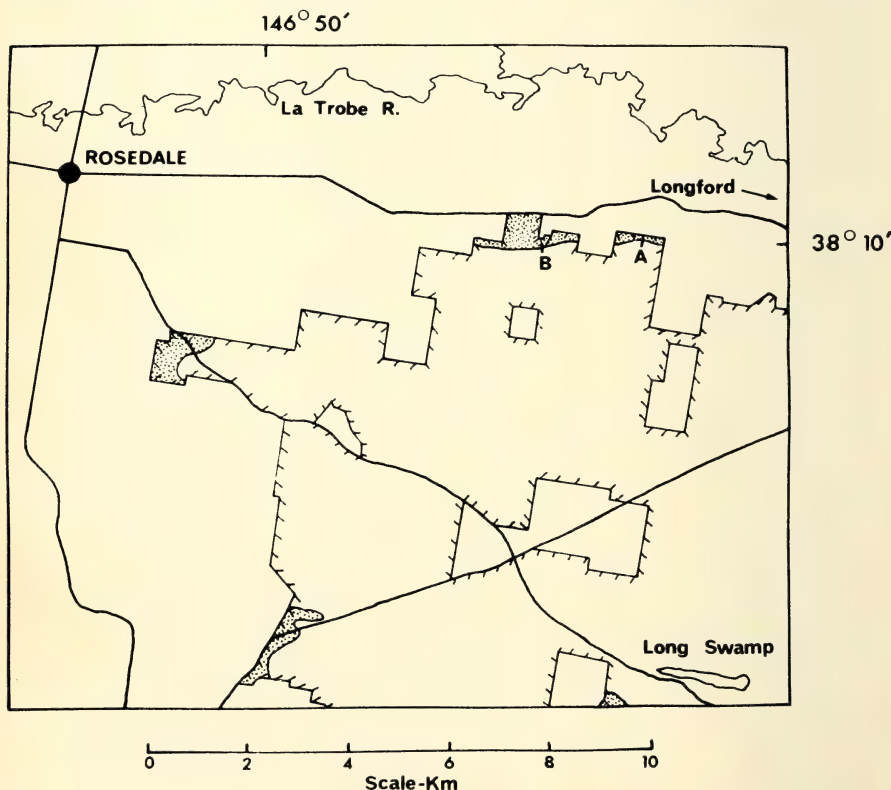 146° 50′
La Trobe R.
ROSEDALE
Longford
38° 10′
B
A
Long Swamp
0 2 4 6 8 10
Scale-Km